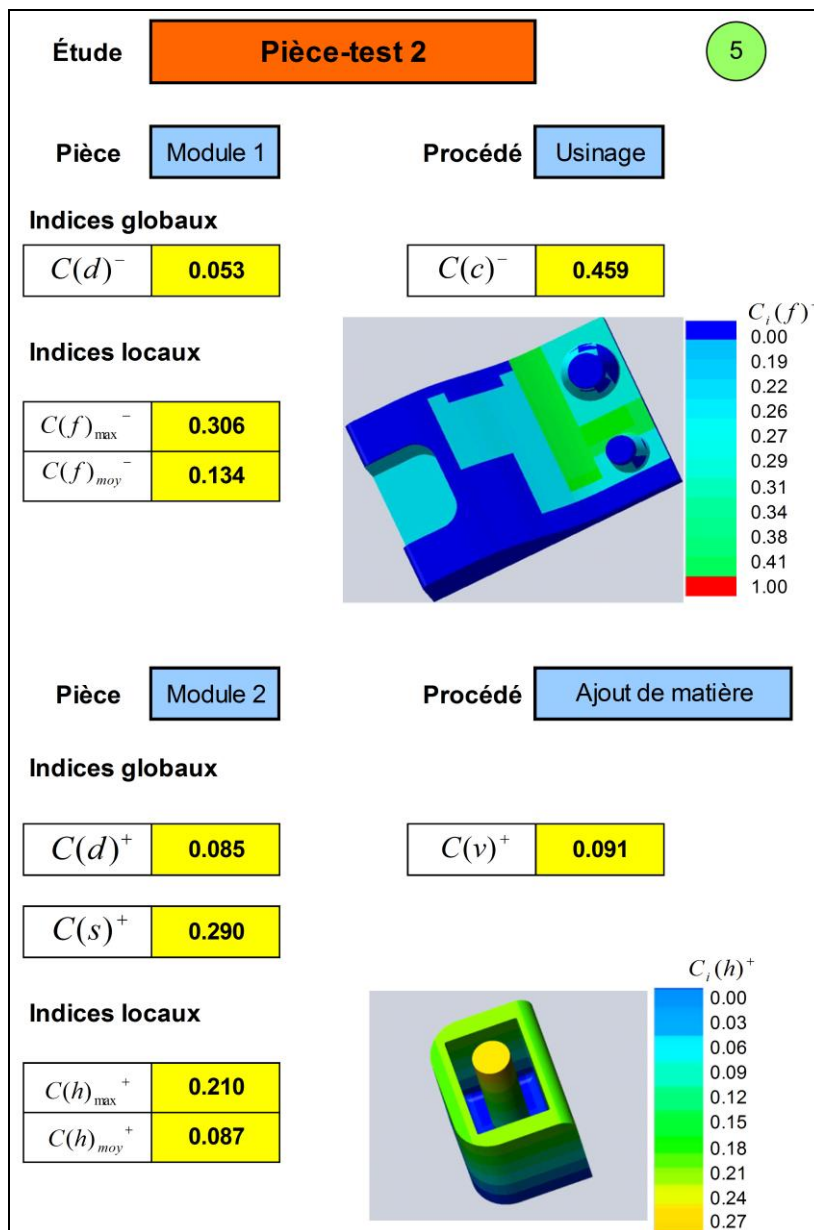 Étude Pièce-test 2 5
Pièce Module 1 Procédé Usinage
Indices globaux
C(d)⁻ 0.053 C(c)⁻ 0.459
Indices locaux
C(f)max⁻ 0.306
C(f)moy⁻ 0.134
Cᵢ(f)⁻
0.00
0.19
0.22
0.26
0.27
0.29
0.31
0.34
0.38
0.41
1.00
Pièce Module 2 Procédé Ajout de matière
Indices globaux
C(d)⁺ 0.085 C(v)⁺ 0.091
C(s)⁺ 0.290
Indices locaux
C(h)max⁺ 0.210
C(h)moy⁺ 0.087
Cᵢ(h)⁺
0.00
0.03
0.06
0.09
0.12
0.15
0.18
0.21
0.24
0.27